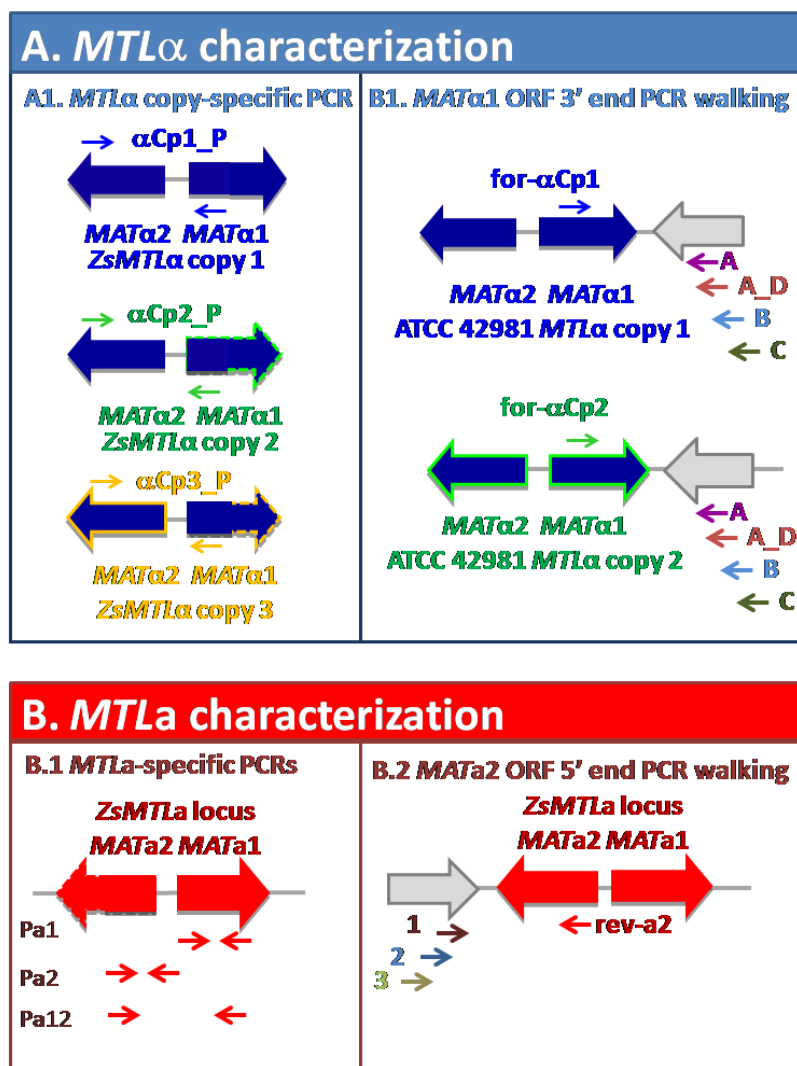 A. MTLα characterization
A1. MTLα copy-specific PCR
αCp1_P
MATα2 MATα1
ZsMTLα copy 1
αCp2_P
MATα2 MATα1
ZsMTLα copy 2
αCp3_P
MATα2 MATα1
ZsMTLα copy 3
B1. MATα1 ORF 3’ end PCR walking
for-αCp1
A
A_D
MATα2 MATα1
B
ATCC 42981 MTLα copy 1
C
for-αCp2
A
MATα2 MATα1
A_D
ATCC 42981 MTLα copy 2
B
C
B. MTLa characterization
B.1 MTLa-specific PCRs
ZsMTLa locus
MATa2 MATa1
Pa1
Pa2
Pa12
B.2 MATa2 ORF 5’ end PCR walking
ZsMTLa locus
MATa2 MATa1
1
rev-a2
2
3